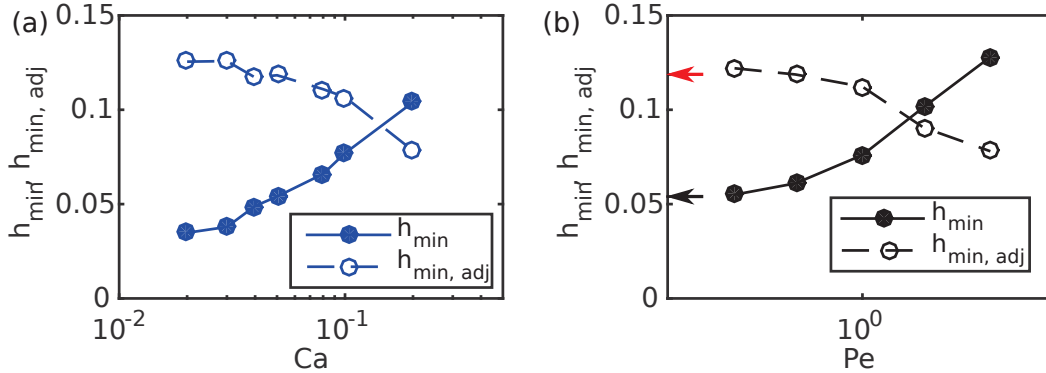 (a)
h_min, h_min, adj
0.15
0.1
0.05
0
10^-2
10^-1
Ca
h_min
h_min, adj
(b)
h_min, h_min, adj
0.15
0.1
0.05
0
10^0
Pe
h_min
h_min, adj